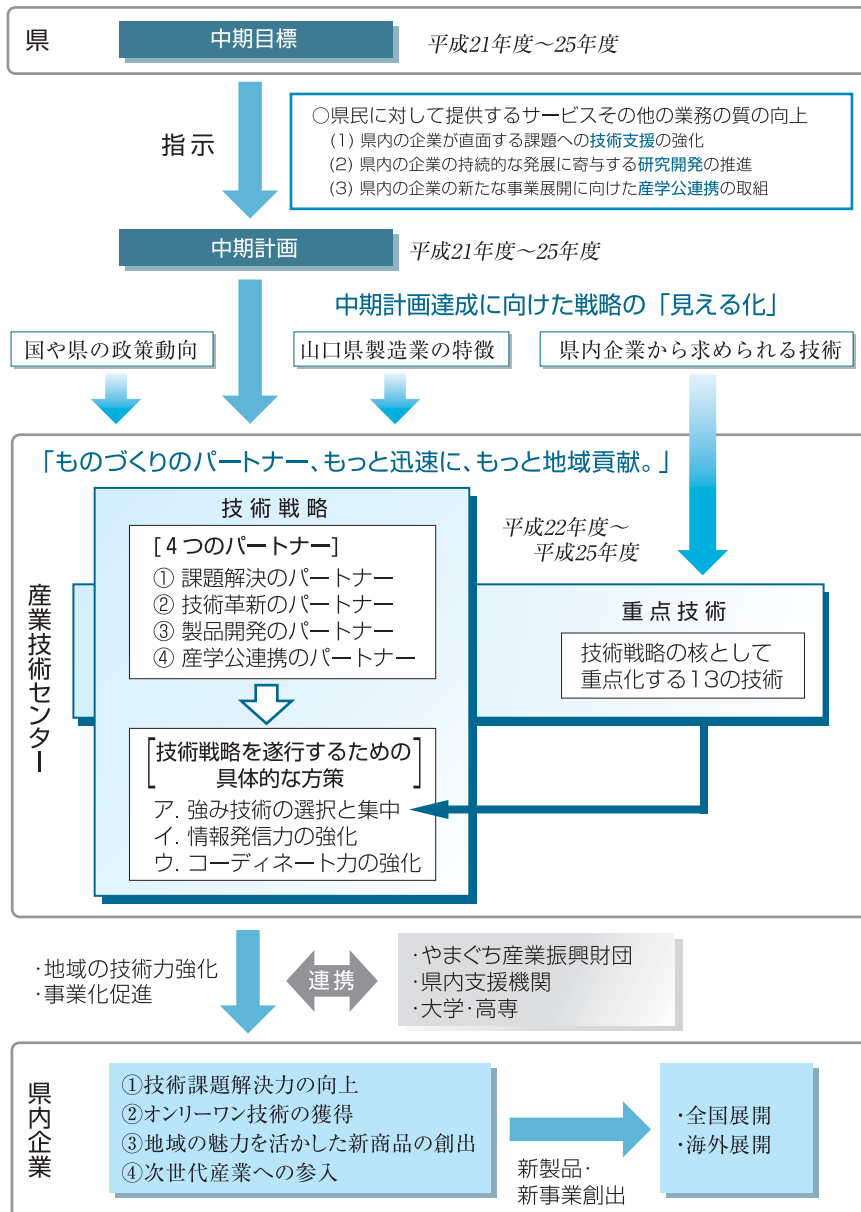 県
中期目標
平成21年度～25年度
指示
○県民に対して提供するサービスその他の業務の質の向上
(1) 県内の企業が直面する課題への技術支援の強化
(2) 県内の企業の持続的な発展に寄与する研究開発の推進
(3) 県内の企業の新たな事業展開に向けた産学公連携の取組
中期計画
平成21年度～25年度
中期計画達成に向けた戦略の「見える化」
国や県の政策動向
山口県製造業の特徴
県内企業から求められる技術
産業技術センター
「ものづくりのパートナー、もっと迅速に、もっと地域貢献。」
技術戦略
[４つのパートナー]
① 課題解決のパートナー
② 技術革新のパートナー
③ 製品開発のパートナー
④ 産学公連携のパートナー
平成22年度～
平成25年度
重点技術
技術戦略の核として
重点化する13の技術
[技術戦略を遂行するための
具体的な方策]
ア. 強み技術の選択と集中
イ. 情報発信力の強化
ウ. コーディネート力の強化
・地域の技術力強化
・事業化促進
連携
・やまぐち産業振興財団
・県内支援機関
・大学・高専
県内企業
①技術課題解決力の向上
②オンリーワン技術の獲得
③地域の魅力を活かした新商品の創出
④次世代産業への参入
新製品・
新事業創出
・全国展開
・海外展開